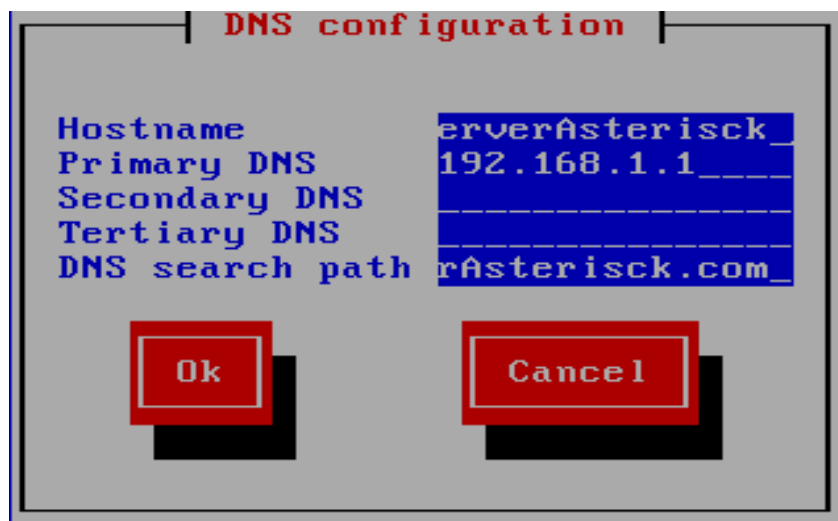 DNS configuration
Hostname erverAsterisck_
Primary DNS 192.168.1.1____
Secondary DNS _______________
Tertiary DNS _______________
DNS search path rAsterisck.com_
Ok Cancel